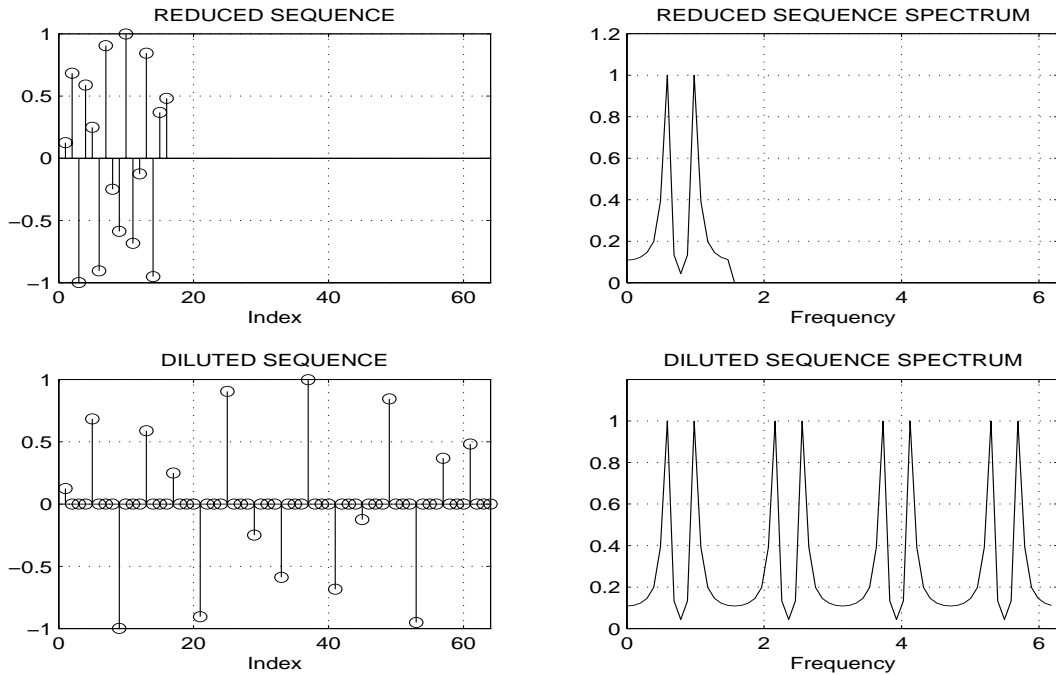 REDUCED SEQUENCE
1
0.5
0
−0.5
−1
0 20 40 60
Index
REDUCED SEQUENCE SPECTRUM
1.2
1
0.8
0.6
0.4
0.2
0
0 2 4 6
Frequency
DILUTED SEQUENCE
1
0.5
0
−0.5
−1
0 20 40 60
Index
DILUTED SEQUENCE SPECTRUM
1
0.8
0.6
0.4
0.2
0
0 2 4 6
Frequency